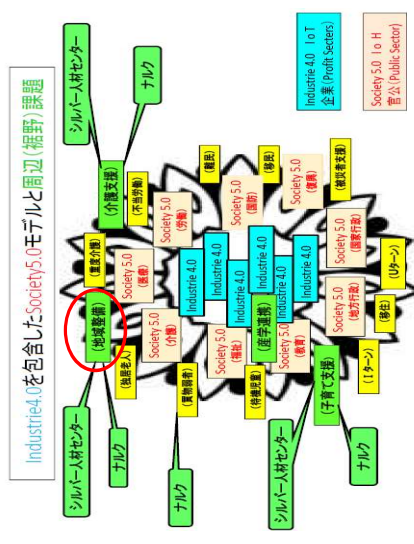 Industrie4.0を包含したSociety5.0モデルと周辺(裾野)課題
シルバー人材センター
ナルク
(地域整備)
(介護支援)
シルバー人材センター
ナルク
(独居老人)
(重度介護)
(不当労働)
Society 5.0
(医療)
Society 5.0
(介護)
Society 5.0
(労働)
ナルク
(買物弱者)
Society 5.0
(福祉)
Industrie 4.0
Industrie 4.0
Industrie 4.0
Industrie 4.0
Industrie 4.0
Industrie 4.0
Society 5.0
(国防)
(難民)
(移民)
(待機児童)
(産学連携)
シルバー人材センター
ナルク
(子育て支援)
Society 5.0
(教育)
Society 5.0
(地方行政)
Society 5.0
(国家行政)
Society 5.0
(復興)
(被災者支援)
(Iターン)
(移住)
(Uターン)
Industrie 4.0 IoT
企業(Profit Secters)
Society 5.0 IoH
官公(Public Sector)